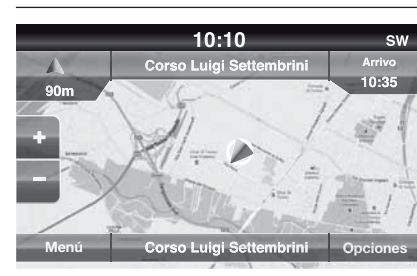 10:10 SW
Corso Luigi Settembrini Arrivo
90m 10:35
+
-
Menú Corso Luigi Settembrini Opciones